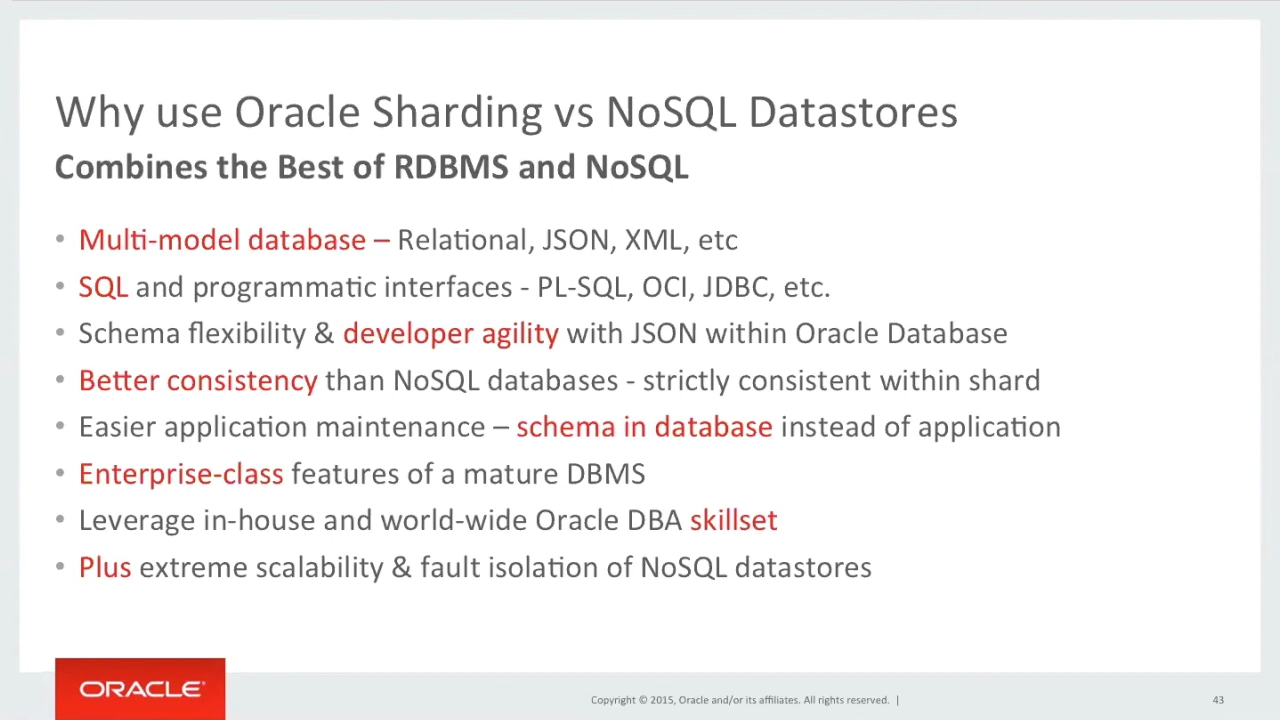 Why use Oracle Sharding vs NoSQL Datastores
Combines the Best of RDBMS and NoSQL
• Multi-model database – Relational, JSON, XML, etc
• SQL and programmatic interfaces - PL-SQL, OCI, JDBC, etc.
• Schema flexibility & developer agility with JSON within Oracle Database
• Better consistency than NoSQL databases - strictly consistent within shard
• Easier application maintenance – schema in database instead of application
• Enterprise-class features of a mature DBMS
• Leverage in-house and world-wide Oracle DBA skillset
• Plus extreme scalability & fault isolation of NoSQL datastores
ORACLE®
Copyright © 2015, Oracle and/or its affiliates. All rights reserved. |
43